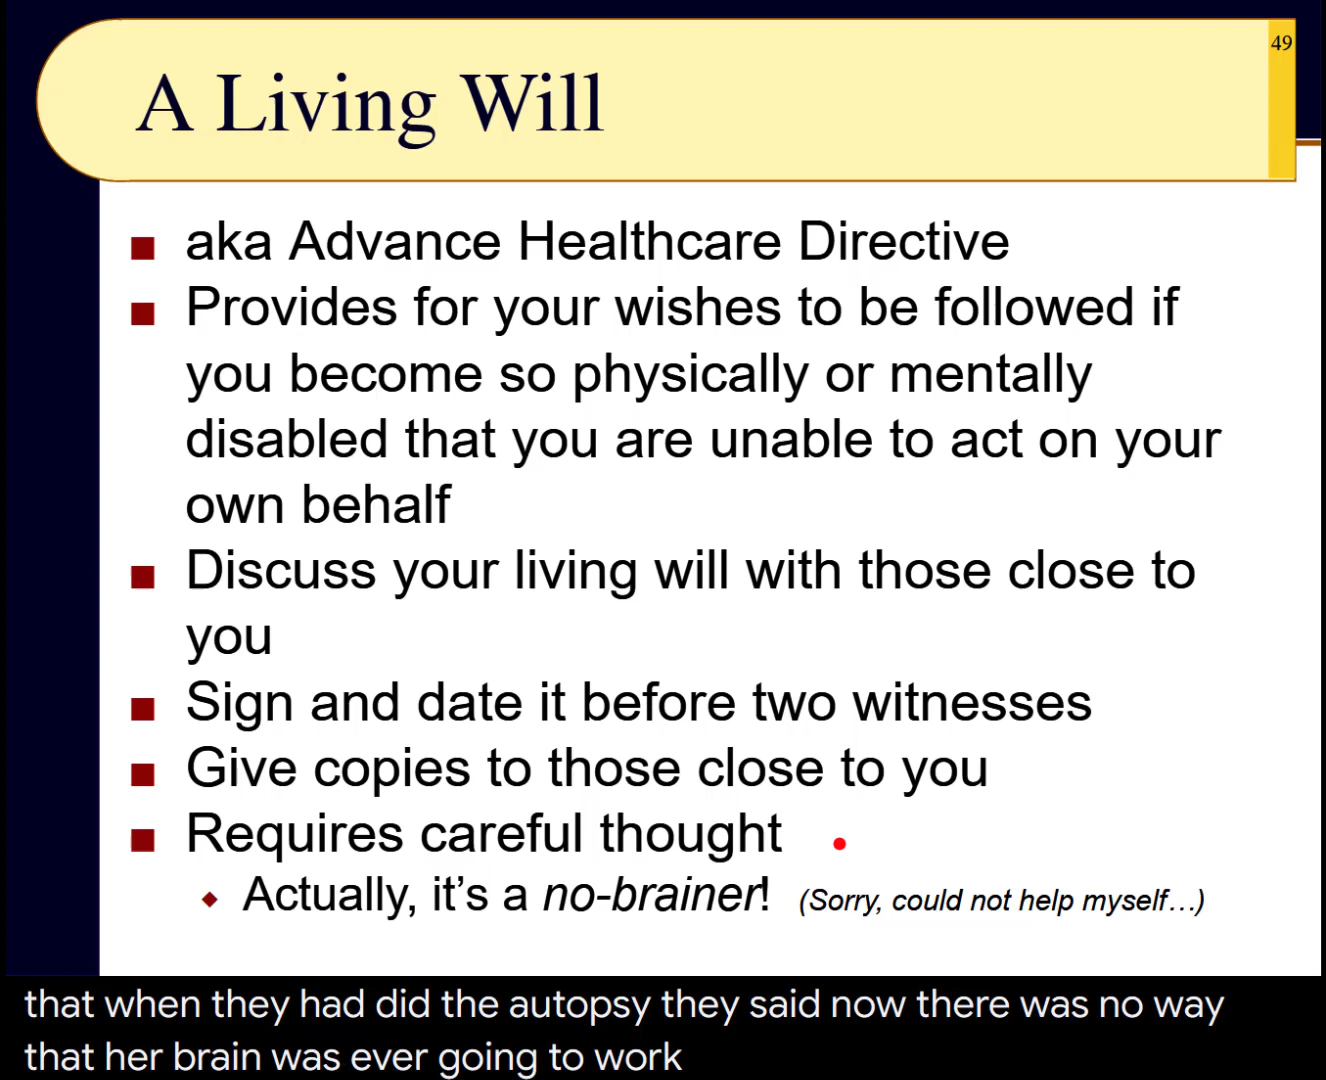 49
A Living Will
aka Advance Healthcare Directive
Provides for your wishes to be followed if
you become so physically or mentally
disabled that you are unable to act on your
own behalf
Discuss your living will with those close to
you
Sign and date it before two witnesses
Give copies to those close to you
Requires careful thought
Actually, it’s a no-brainer! (Sorry, could not help myself…)
that when they had did the autopsy they said now there was no way
that her brain was ever going to work